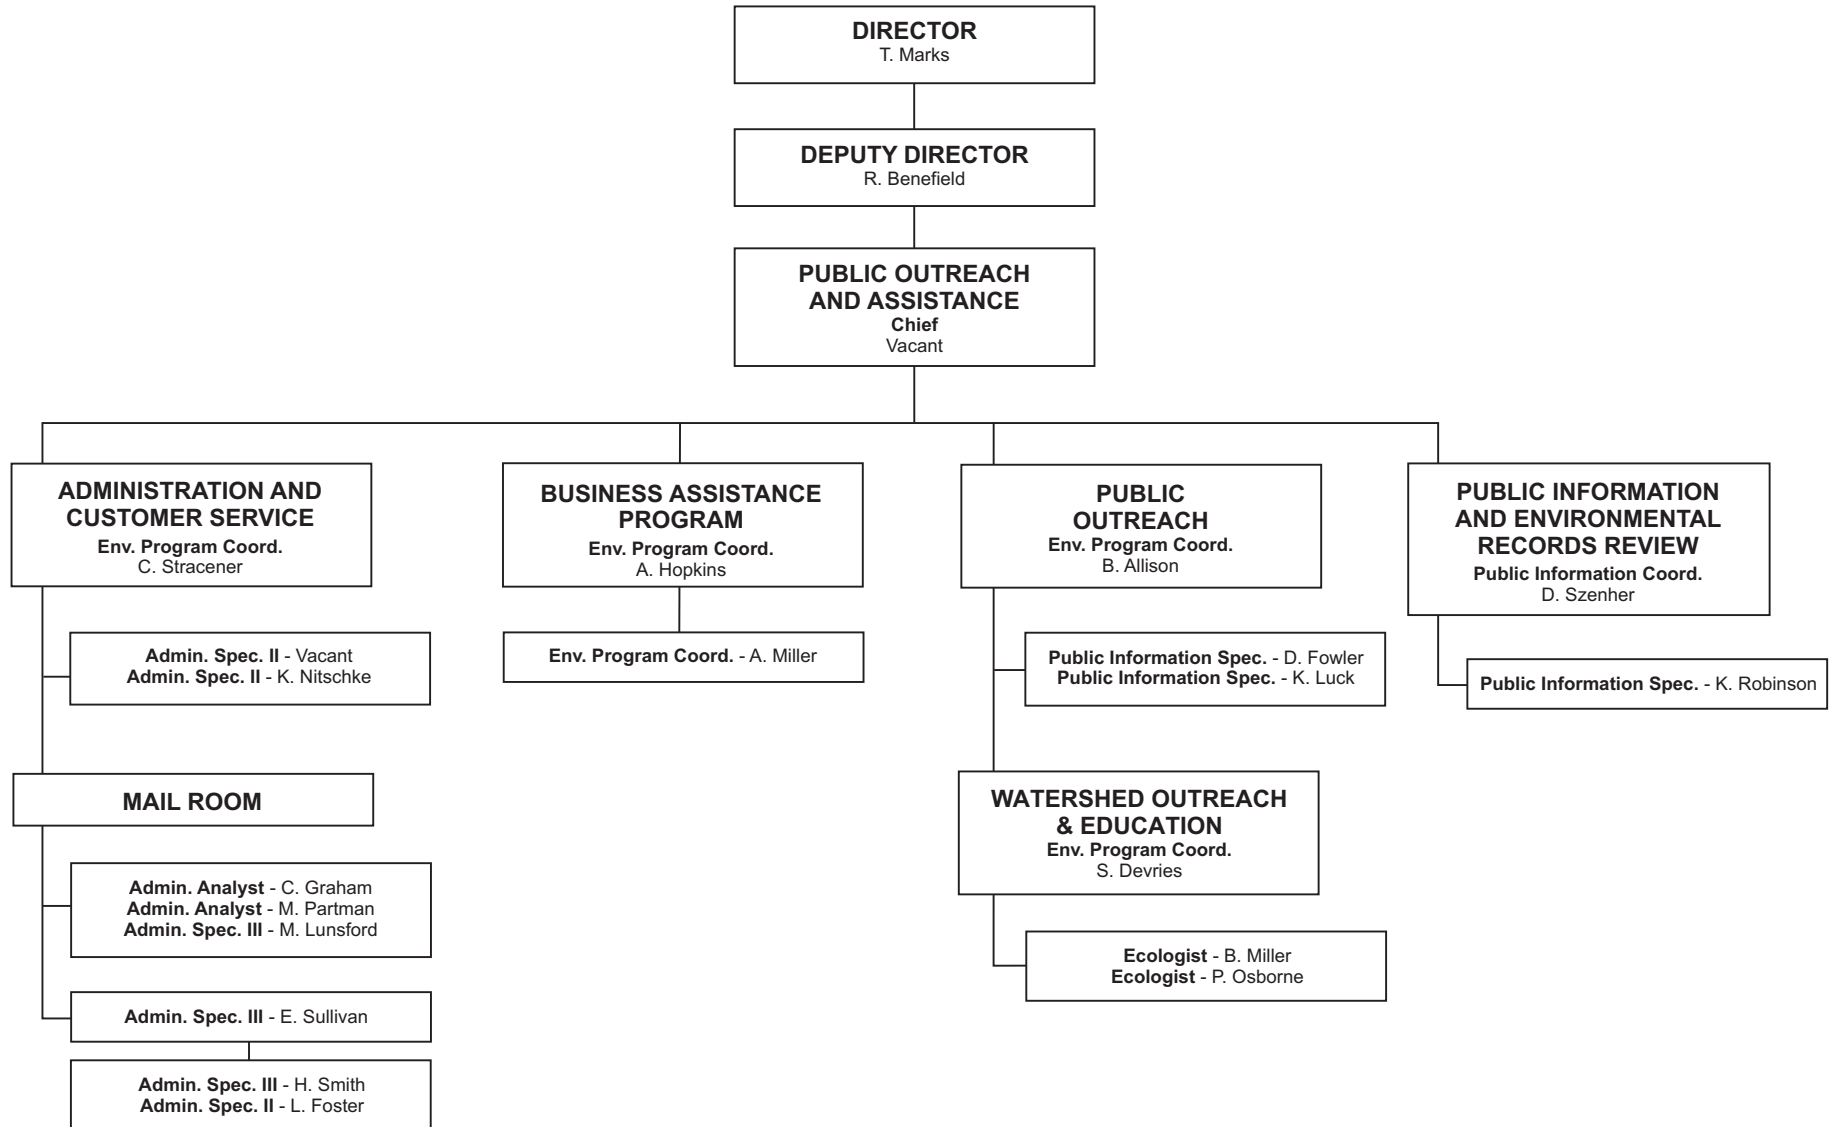 DIRECTOR
T. Marks
DEPUTY DIRECTOR
R. Benefield
PUBLIC OUTREACH
AND ASSISTANCE
Chief
Vacant
ADMINISTRATION AND
CUSTOMER SERVICE
Env. Program Coord.
C. Stracener
Admin. Spec. II - Vacant
Admin. Spec. II - K. Nitschke
MAIL ROOM
Admin. Analyst - C. Graham
Admin. Analyst - M. Partman
Admin. Spec. III - M. Lunsford
Admin. Spec. III - E. Sullivan
Admin. Spec. III - H. Smith
Admin. Spec. II - L. Foster
BUSINESS ASSISTANCE
PROGRAM
Env. Program Coord.
A. Hopkins
Env. Program Coord. - A. Miller
PUBLIC
OUTREACH
Env. Program Coord.
B. Allison
Public Information Spec. - D. Fowler
Public Information Spec. - K. Luck
WATERSHED OUTREACH
& EDUCATION
Env. Program Coord.
S. Devries
Ecologist - B. Miller
Ecologist - P. Osborne
PUBLIC INFORMATION
AND ENVIRONMENTAL
RECORDS REVIEW
Public Information Coord.
D. Szenher
Public Information Spec. - K. Robinson